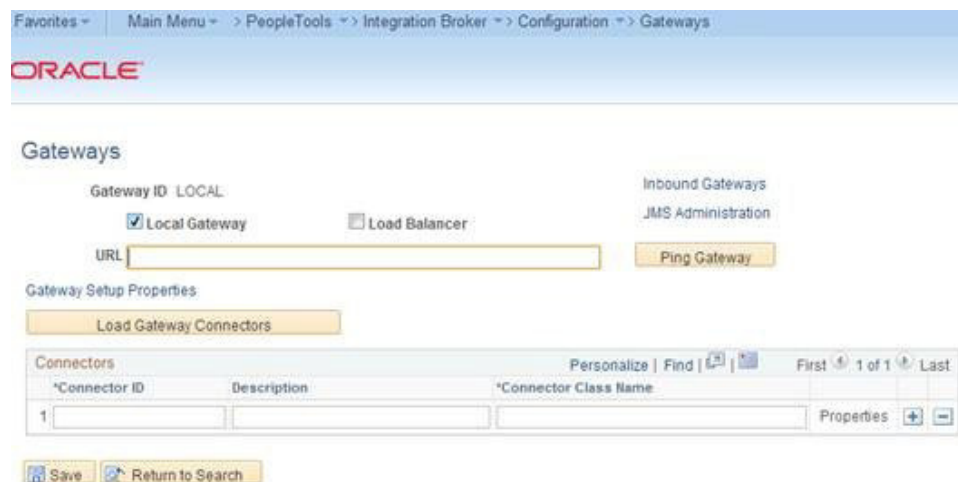 Favorites Main Menu > PeopleTools > Integration Broker > Configuration > Gateways
ORACLE
Gateways
Gateway ID LOCAL
Inbound Gateways
Local Gateway Load Balancer
JMS Administration
URL
Ping Gateway
Gateway Setup Properties
Load Gateway Connectors
Connectors Personalize | Find | | First 1 of 1 Last
*Connector ID Description *Connector Class Name
1 Properties
Save Return to Search